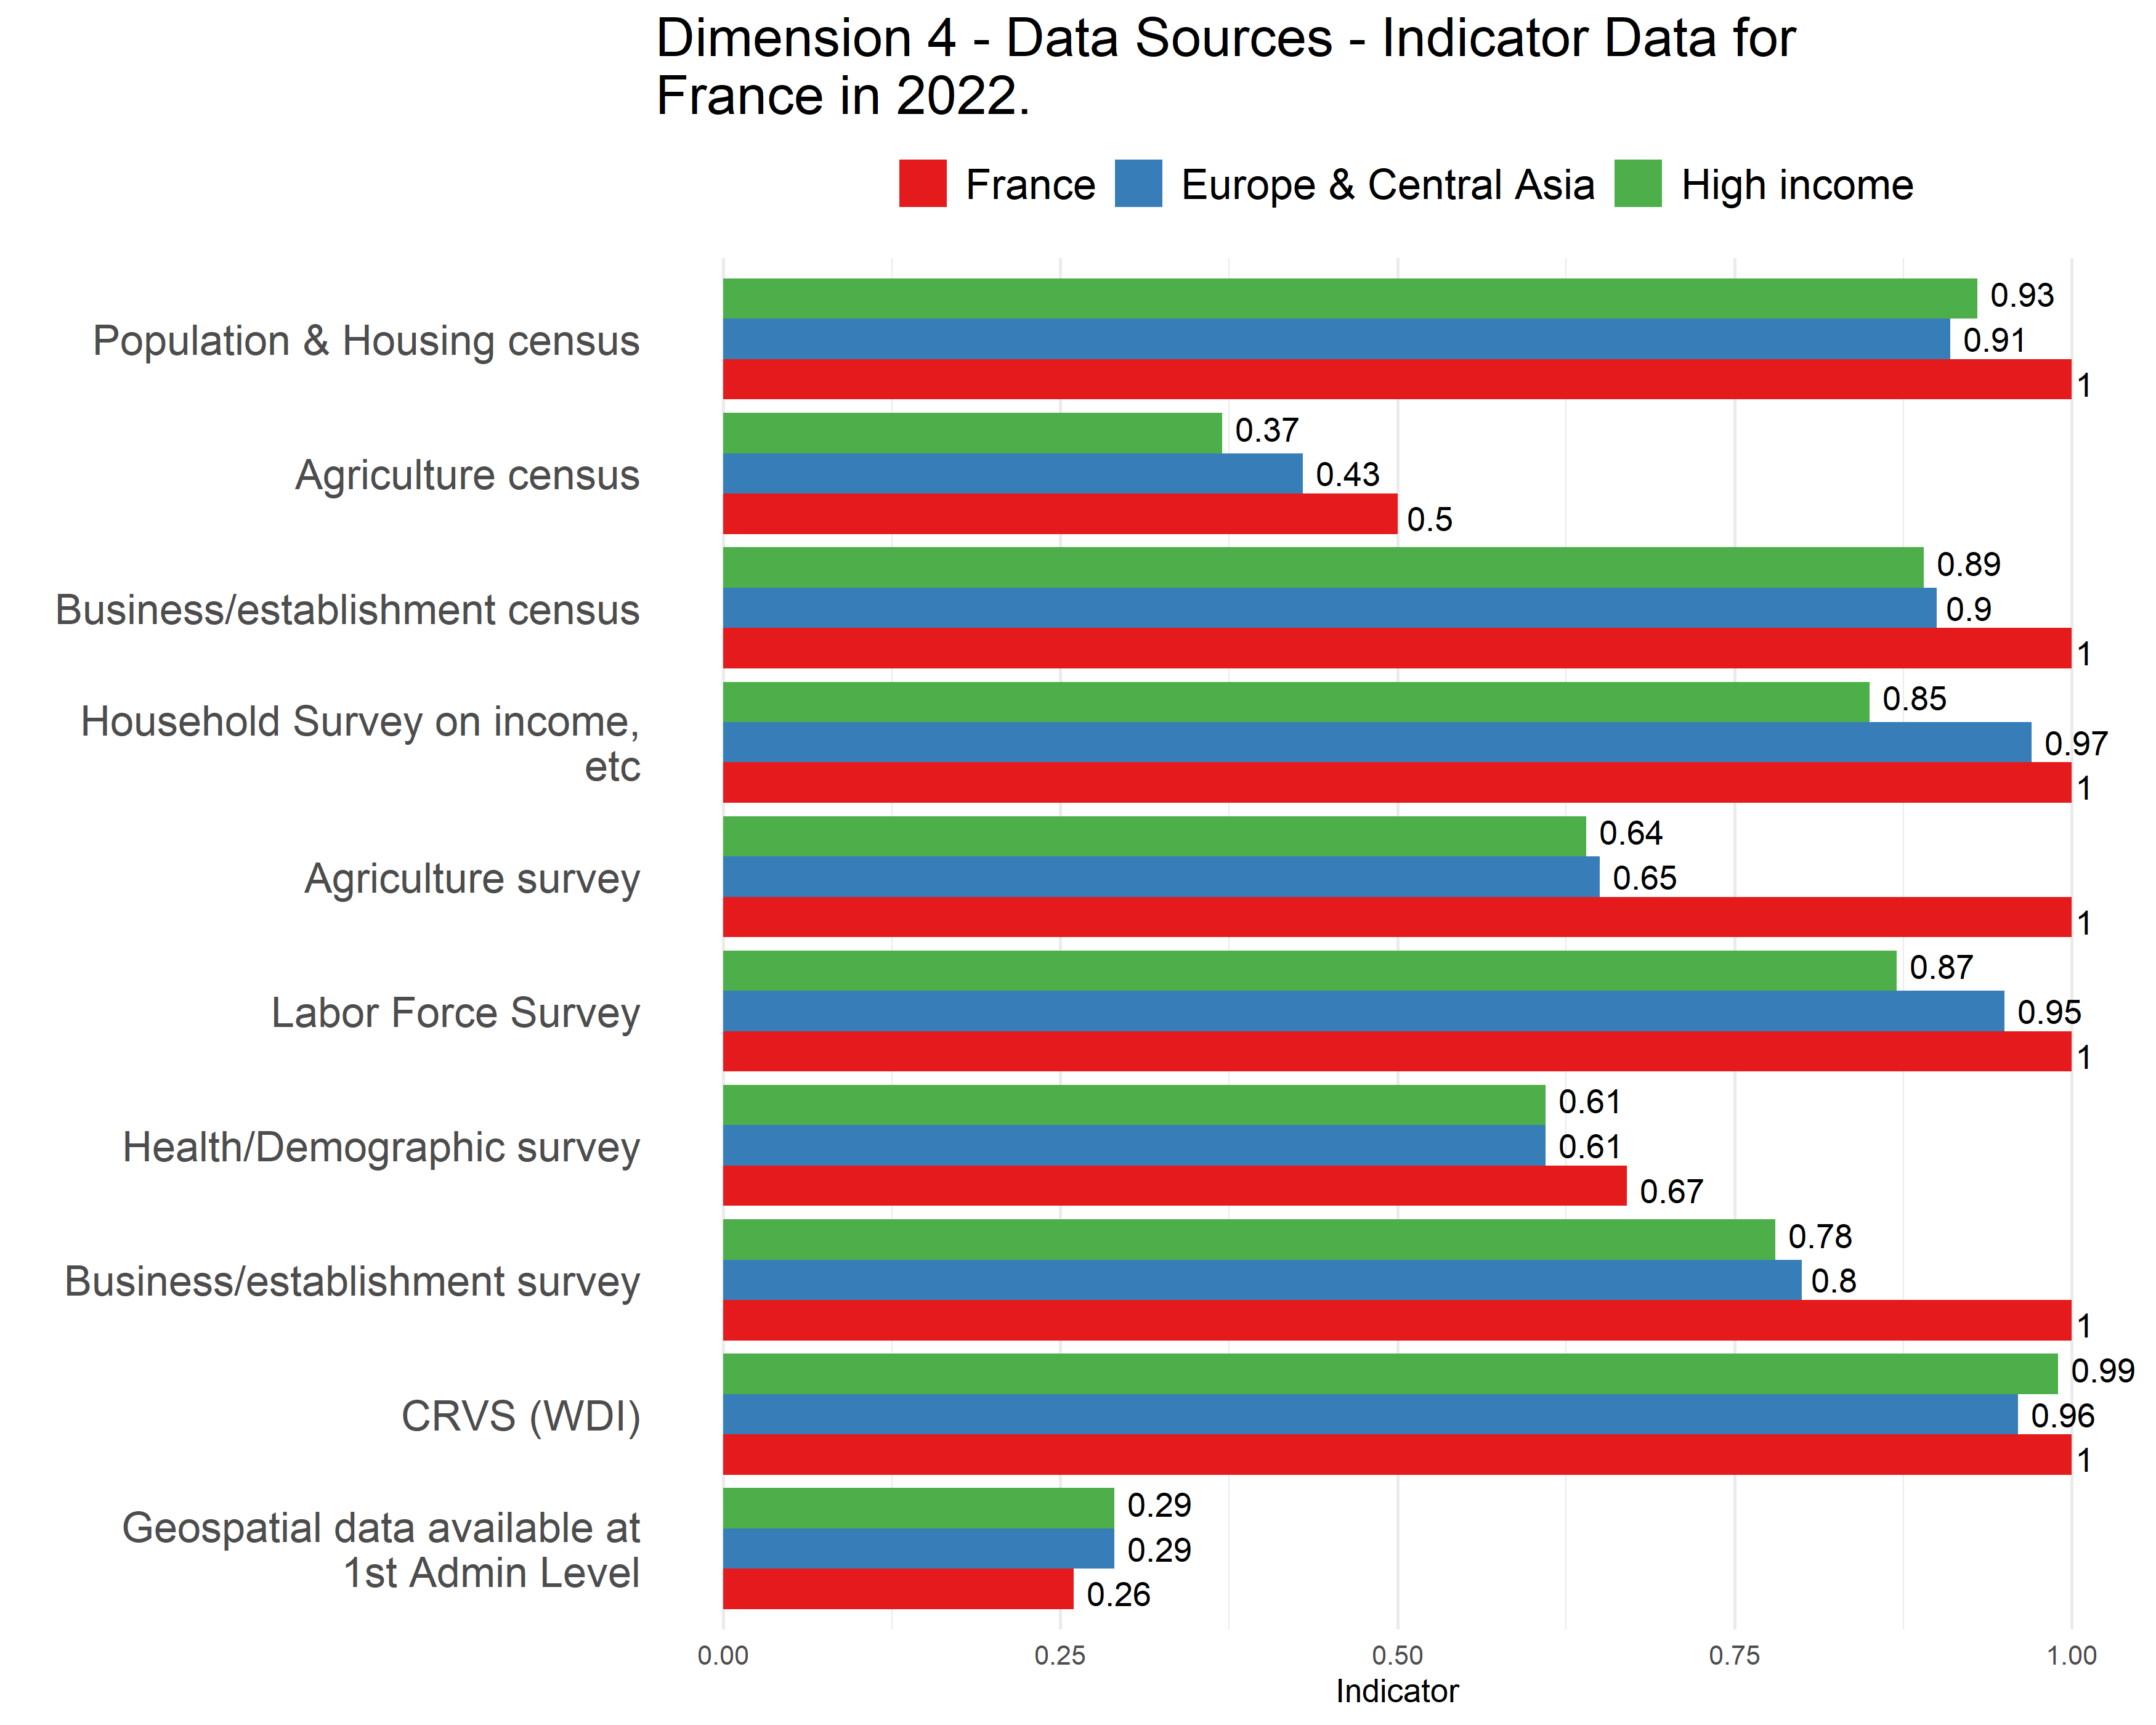 Dimension 4 - Data Sources - Indicator Data for
France in 2022.
France Europe & Central Asia High income
Population & Housing census
0.93
0.91
1
Agriculture census
0.37
0.43
0.5
Business/establishment census
0.89
0.9
1
Household Survey on income,
etc
0.85
0.97
1
Agriculture survey
0.64
0.65
1
Labor Force Survey
0.87
0.95
1
Health/Demographic survey
0.61
0.61
0.67
Business/establishment survey
0.78
0.8
1
CRVS (WDI)
0.99
0.96
1
Geospatial data available at
1st Admin Level
0.29
0.29
0.26
0.00 0.25 0.50 0.75 1.00
Indicator